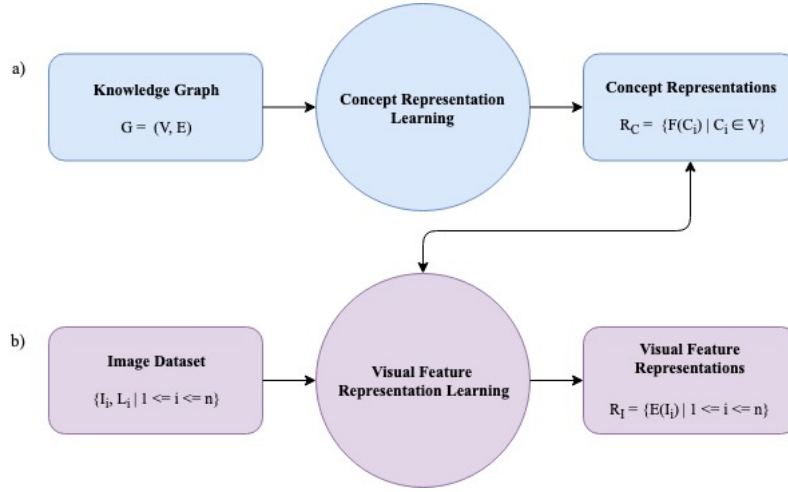 a)
Knowledge Graph
G = (V, E)
Concept Representation
Learning
Concept Representations
R_C = {F(C_i) | C_i ∈ V}
b)
Image Dataset
{I_i, L_i | 1 <= i <= n}
Visual Feature
Representation Learning
Visual Feature
Representations
R_I = {E(I_i) | 1 <= i <= n}